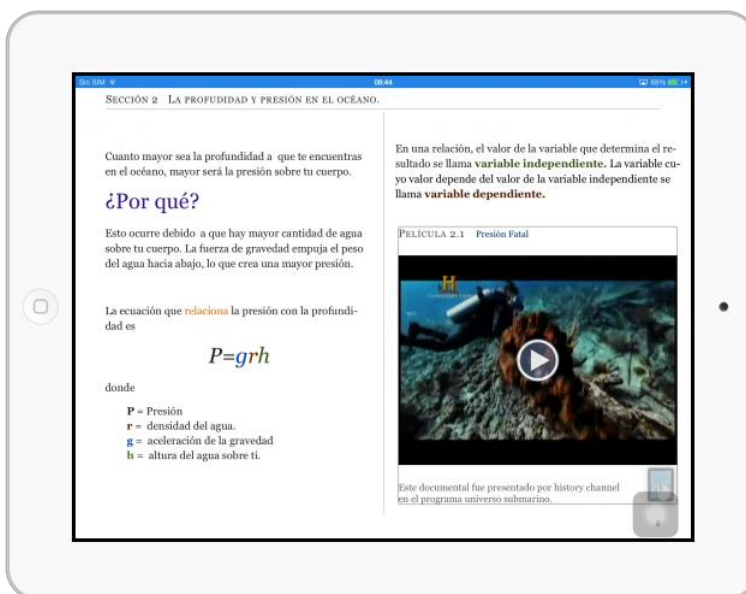 Sin SIM
08:44
69%
SECCIÓN 2 LA PROFUDIDAD Y PRESIÓN EN EL OCÉANO.
Cuanto mayor sea la profundidad a que te encuentras
en el océano, mayor será la presión sobre tu cuerpo.
¿Por qué?
Esto ocurre debido a que hay mayor cantidad de agua
sobre tu cuerpo. La fuerza de gravedad empuja el peso
del agua hacia abajo, lo que crea una mayor presión.
La ecuación que relaciona la presión con la profundi-
dad es
P=grh
donde
P = Presión
r = densidad del agua.
g = aceleración de la gravedad
h = altura del agua sobre ti.
En una relación, el valor de la variable que determina el re-
sultado se llama variable independiente. La variable cu-
yo valor depende del valor de la variable independiente se
llama variable dependiente.
PELÍCULA 2.1 Presión Fatal
H
Este documental fue presentado por history channel
en el programa universo submarino.